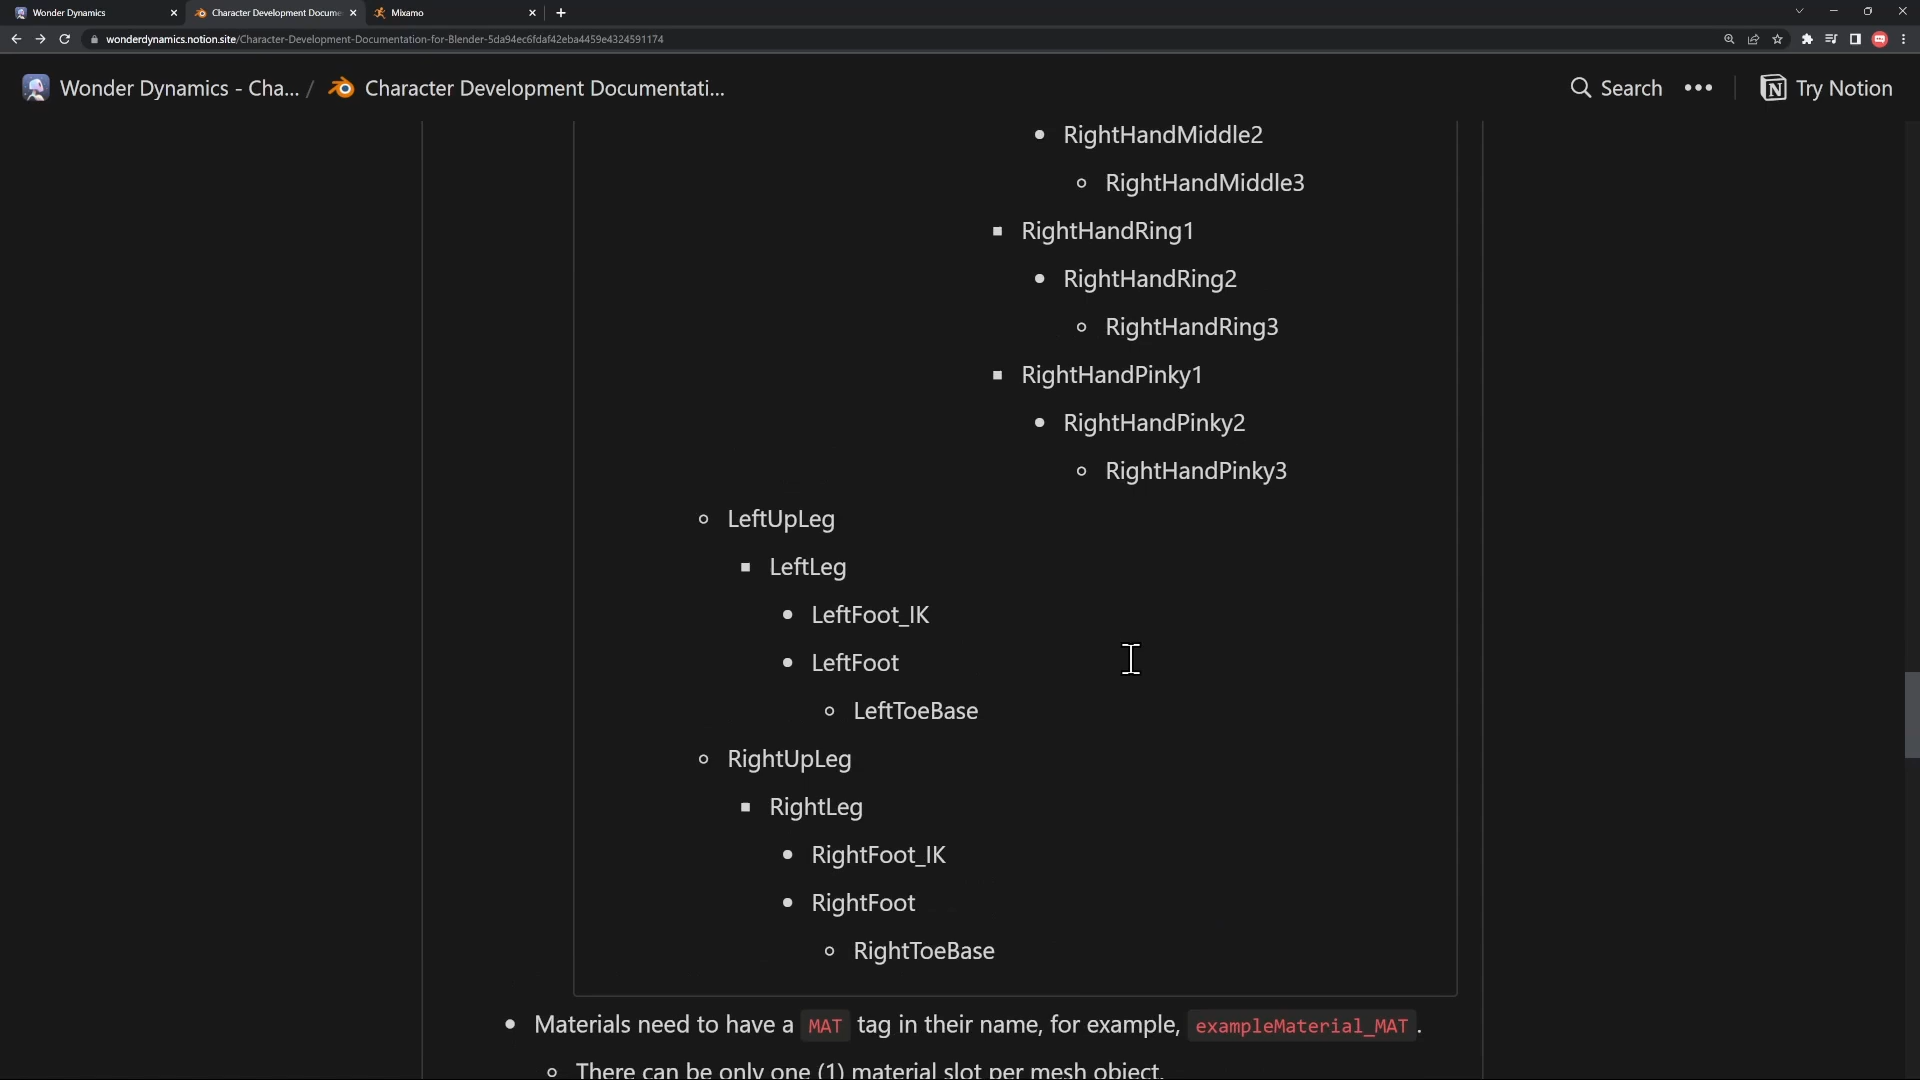 Wonder Dynamics
Character Development Docume
Mixamo
wonderdynamics.notion.site/Character-Development-Documentation-for-Blender-5da94ec6fdaf42eba4459e4324591174
Wonder Dynamics - Cha... / Character Development Documentati...
Search
Try Notion
RightHandMiddle2
RightHandMiddle3
RightHandRing1
RightHandRing2
RightHandRing3
RightHandPinky1
RightHandPinky2
RightHandPinky3
LeftUpLeg
LeftLeg
LeftFoot_IK
LeftFoot
LeftToeBase
RightUpLeg
RightLeg
RightFoot_IK
RightFoot
RightToeBase
Materials need to have a MAT tag in their name, for example, exampleMaterial_MAT .
There can be only one (1) material slot per mesh object.